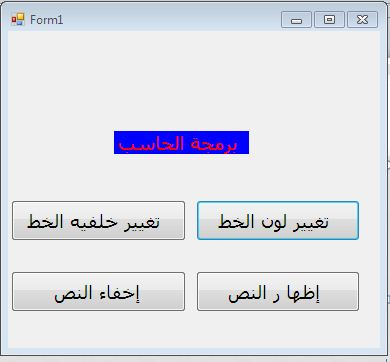 Form1
برمجة الحاسب
تغيير لون الخط
تغيير خلفيه الخط
إظها ر النص
إخفاء النص